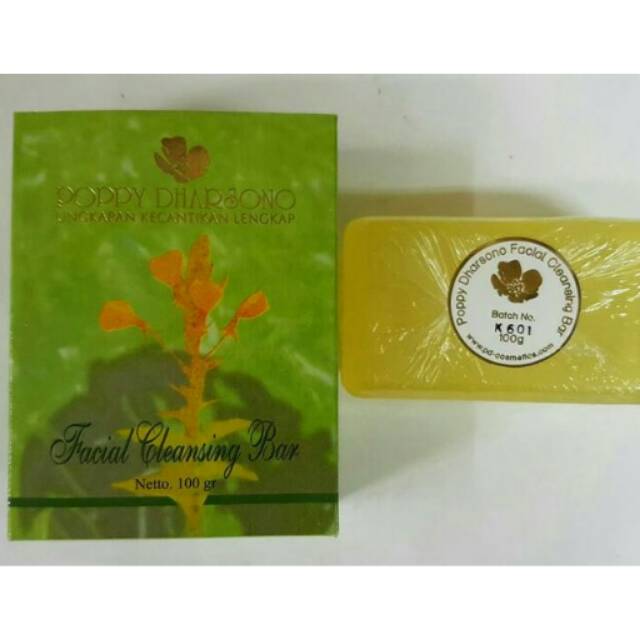 POPPY DHARSONO
UNGKAPAN KECANTIKAN LENGKAP
Facial Cleansing Bar
Netto. 100 gr
Poppy Dharsono Facial Cleansing Bar
Batch No.
K601
100g
www.pd-cosmetics.com